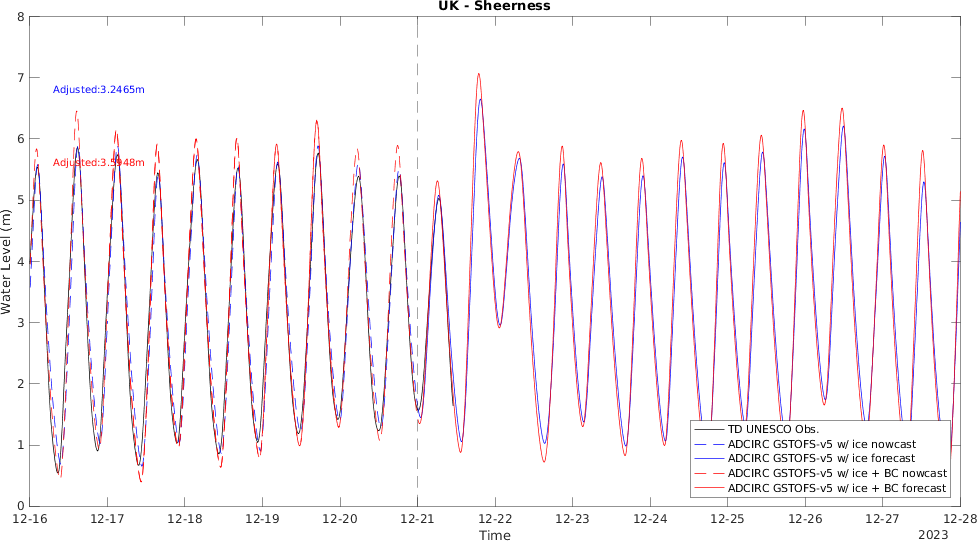 UK - Sheerness
8
7
6
5
4
3
2
1
0
Water Level (m)
Adjusted:3.2465m
Adjusted:3.5948m
TD UNESCO Obs.
ADCIRC GSTOFS-v5 w/ ice nowcast
ADCIRC GSTOFS-v5 w/ ice forecast
ADCIRC GSTOFS-v5 w/ ice + BC nowcast
ADCIRC GSTOFS-v5 w/ ice + BC forecast
12-16 12-17 12-18 12-19 12-20 12-21 12-22 12-23 12-24 12-25 12-26 12-27 12-28
Time
2023